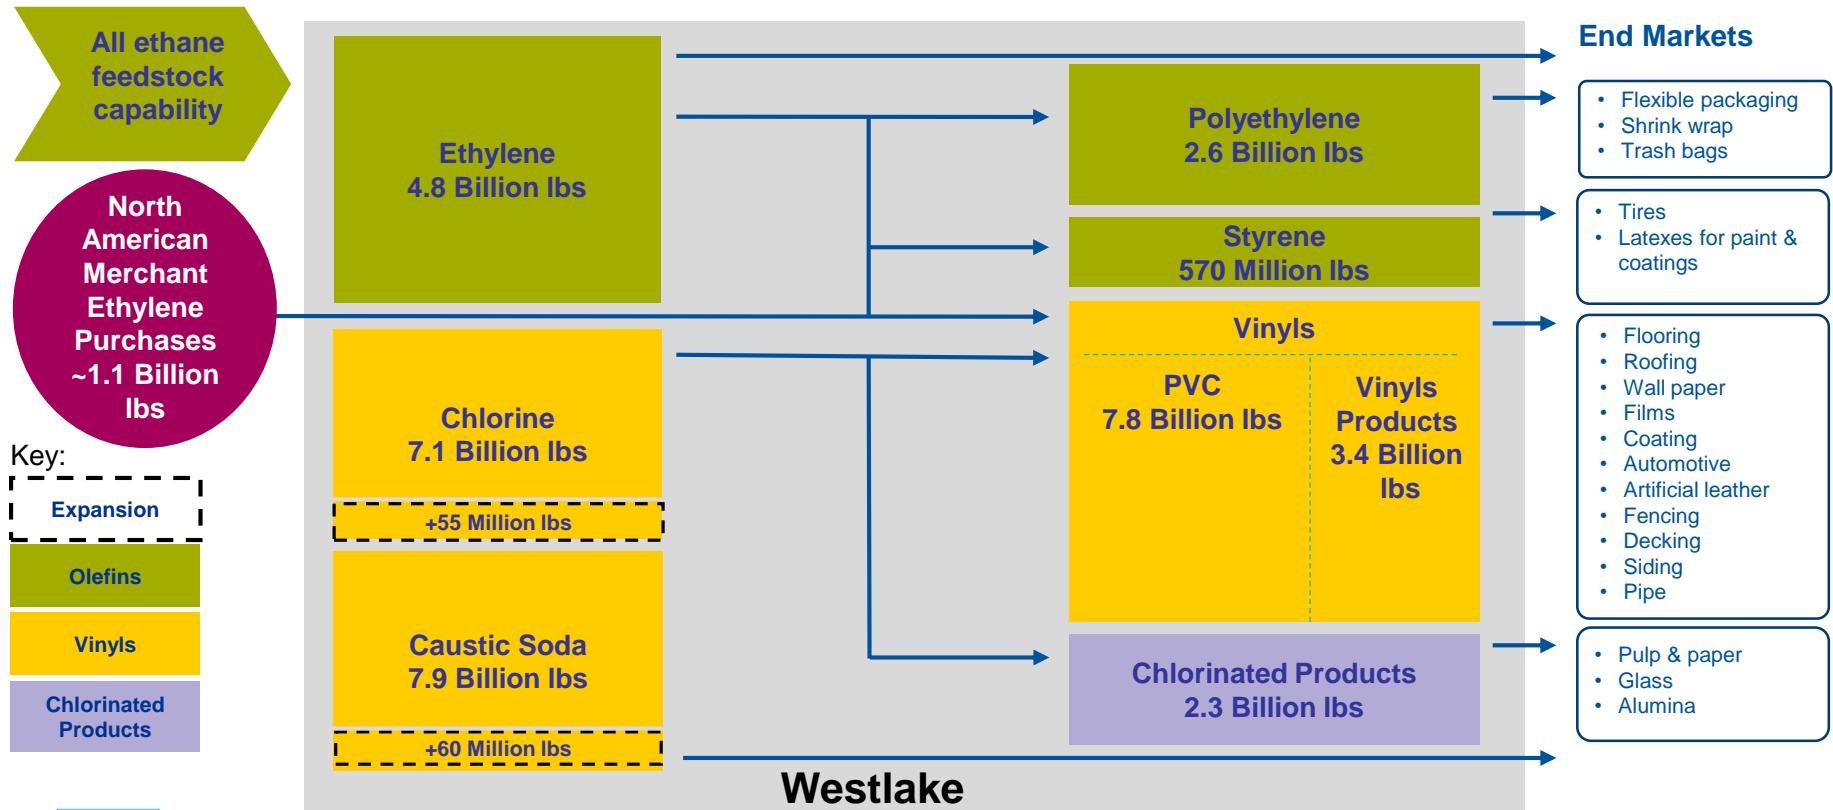 All ethane
feedstock
capability
North
American
Merchant
Ethylene
Purchases
~1.1 Billion
lbs
Key:
Expansion
Olefins
Vinyls
Chlorinated
Products
Ethylene
4.8 Billion lbs
Chlorine
7.1 Billion lbs
+55 Million lbs
Caustic Soda
7.9 Billion lbs
+60 Million lbs
Polyethylene
2.6 Billion lbs
Styrene
570 Million lbs
Vinyls
PVC
7.8 Billion lbs
Vinyls
Products
3.4 Billion
lbs
Chlorinated Products
2.3 Billion lbs
Westlake
End Markets
• Flexible packaging
• Shrink wrap
• Trash bags
• Tires
• Latexes for paint &
coatings
• Flooring
• Roofing
• Wall paper
• Films
• Coating
• Automotive
• Artificial leather
• Fencing
• Decking
• Siding
• Pipe
• Pulp & paper
• Glass
• Alumina